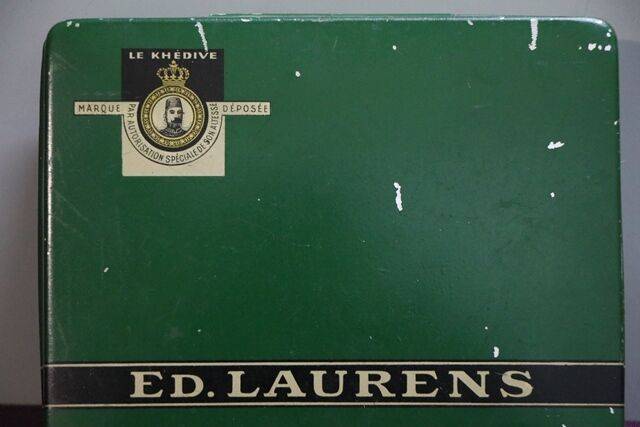 LE KHÉDIVE
MARQUE DÉPOSÉE
PAR AUTORISATION SPÉCIALE DE SON ALTESSE
ED. LAURENS